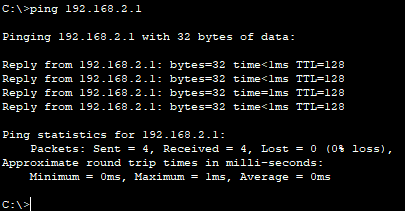 C:\>ping 192.168.2.1
Pinging 192.168.2.1 with 32 bytes of data:
Reply from 192.168.2.1: bytes=32 time<1ms TTL=128
Reply from 192.168.2.1: bytes=32 time<1ms TTL=128
Reply from 192.168.2.1: bytes=32 time=1ms TTL=128
Reply from 192.168.2.1: bytes=32 time<1ms TTL=128
Ping statistics for 192.168.2.1:
Packets: Sent = 4, Received = 4, Lost = 0 (0% loss),
Approximate round trip times in milli-seconds:
Minimum = 0ms, Maximum = 1ms, Average = 0ms
C:\>